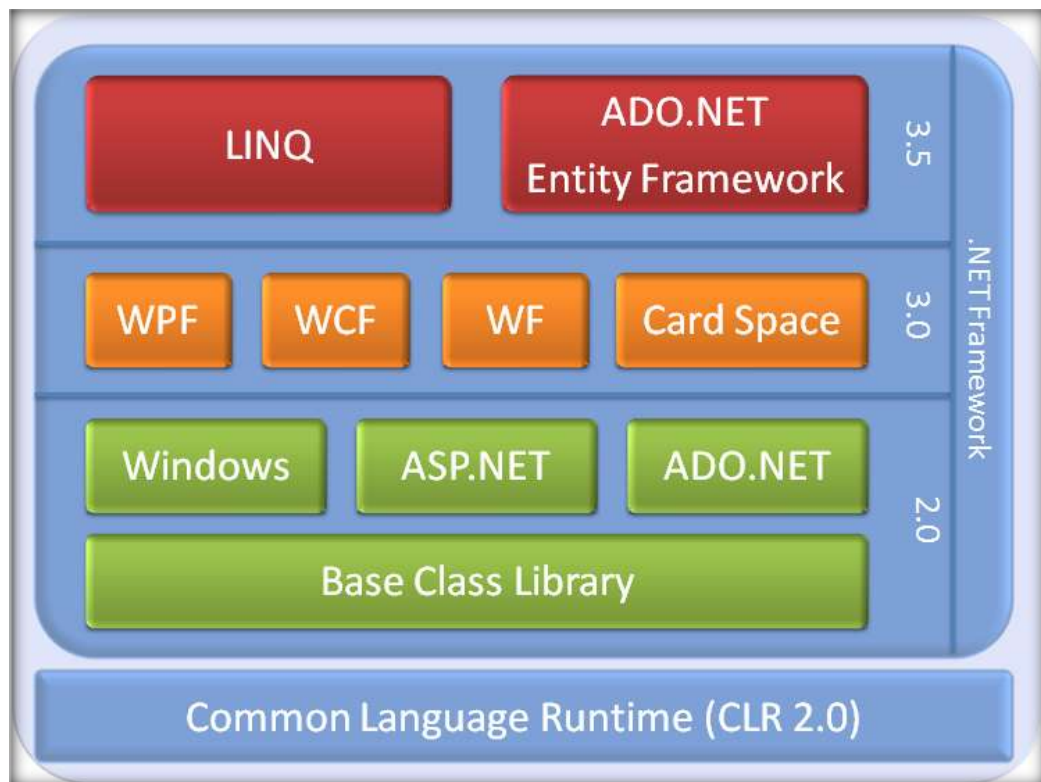 LINQ
ADO.NET
Entity Framework
3.5
WPF
WCF
WF
Card Space
3.0
.NET Framework
Windows
ASP.NET
ADO.NET
2.0
Base Class Library
Common Language Runtime (CLR 2.0)